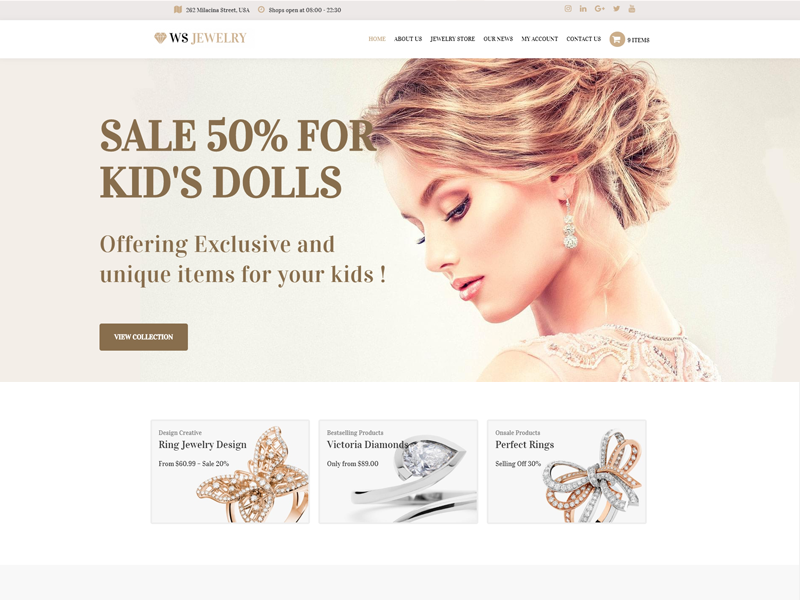 262 Milacina Street, USA Shops open at 08:00 - 22:30
WS JEWELRY
HOME ABOUT US JEWELRY STORE OUR NEWS MY ACCOUNT CONTACT US 9 ITEMS
SALE 50% FOR
KID'S DOLLS
Offering Exclusive and
unique items for your kids !
VIEW COLLECTION
Design Creative
Ring Jewelry Design
From $60.99 – Sale 20%
Bestselling Products
Victoria Diamonds
Only from $89.00
Onsale Products
Perfect Rings
Selling Off 30%